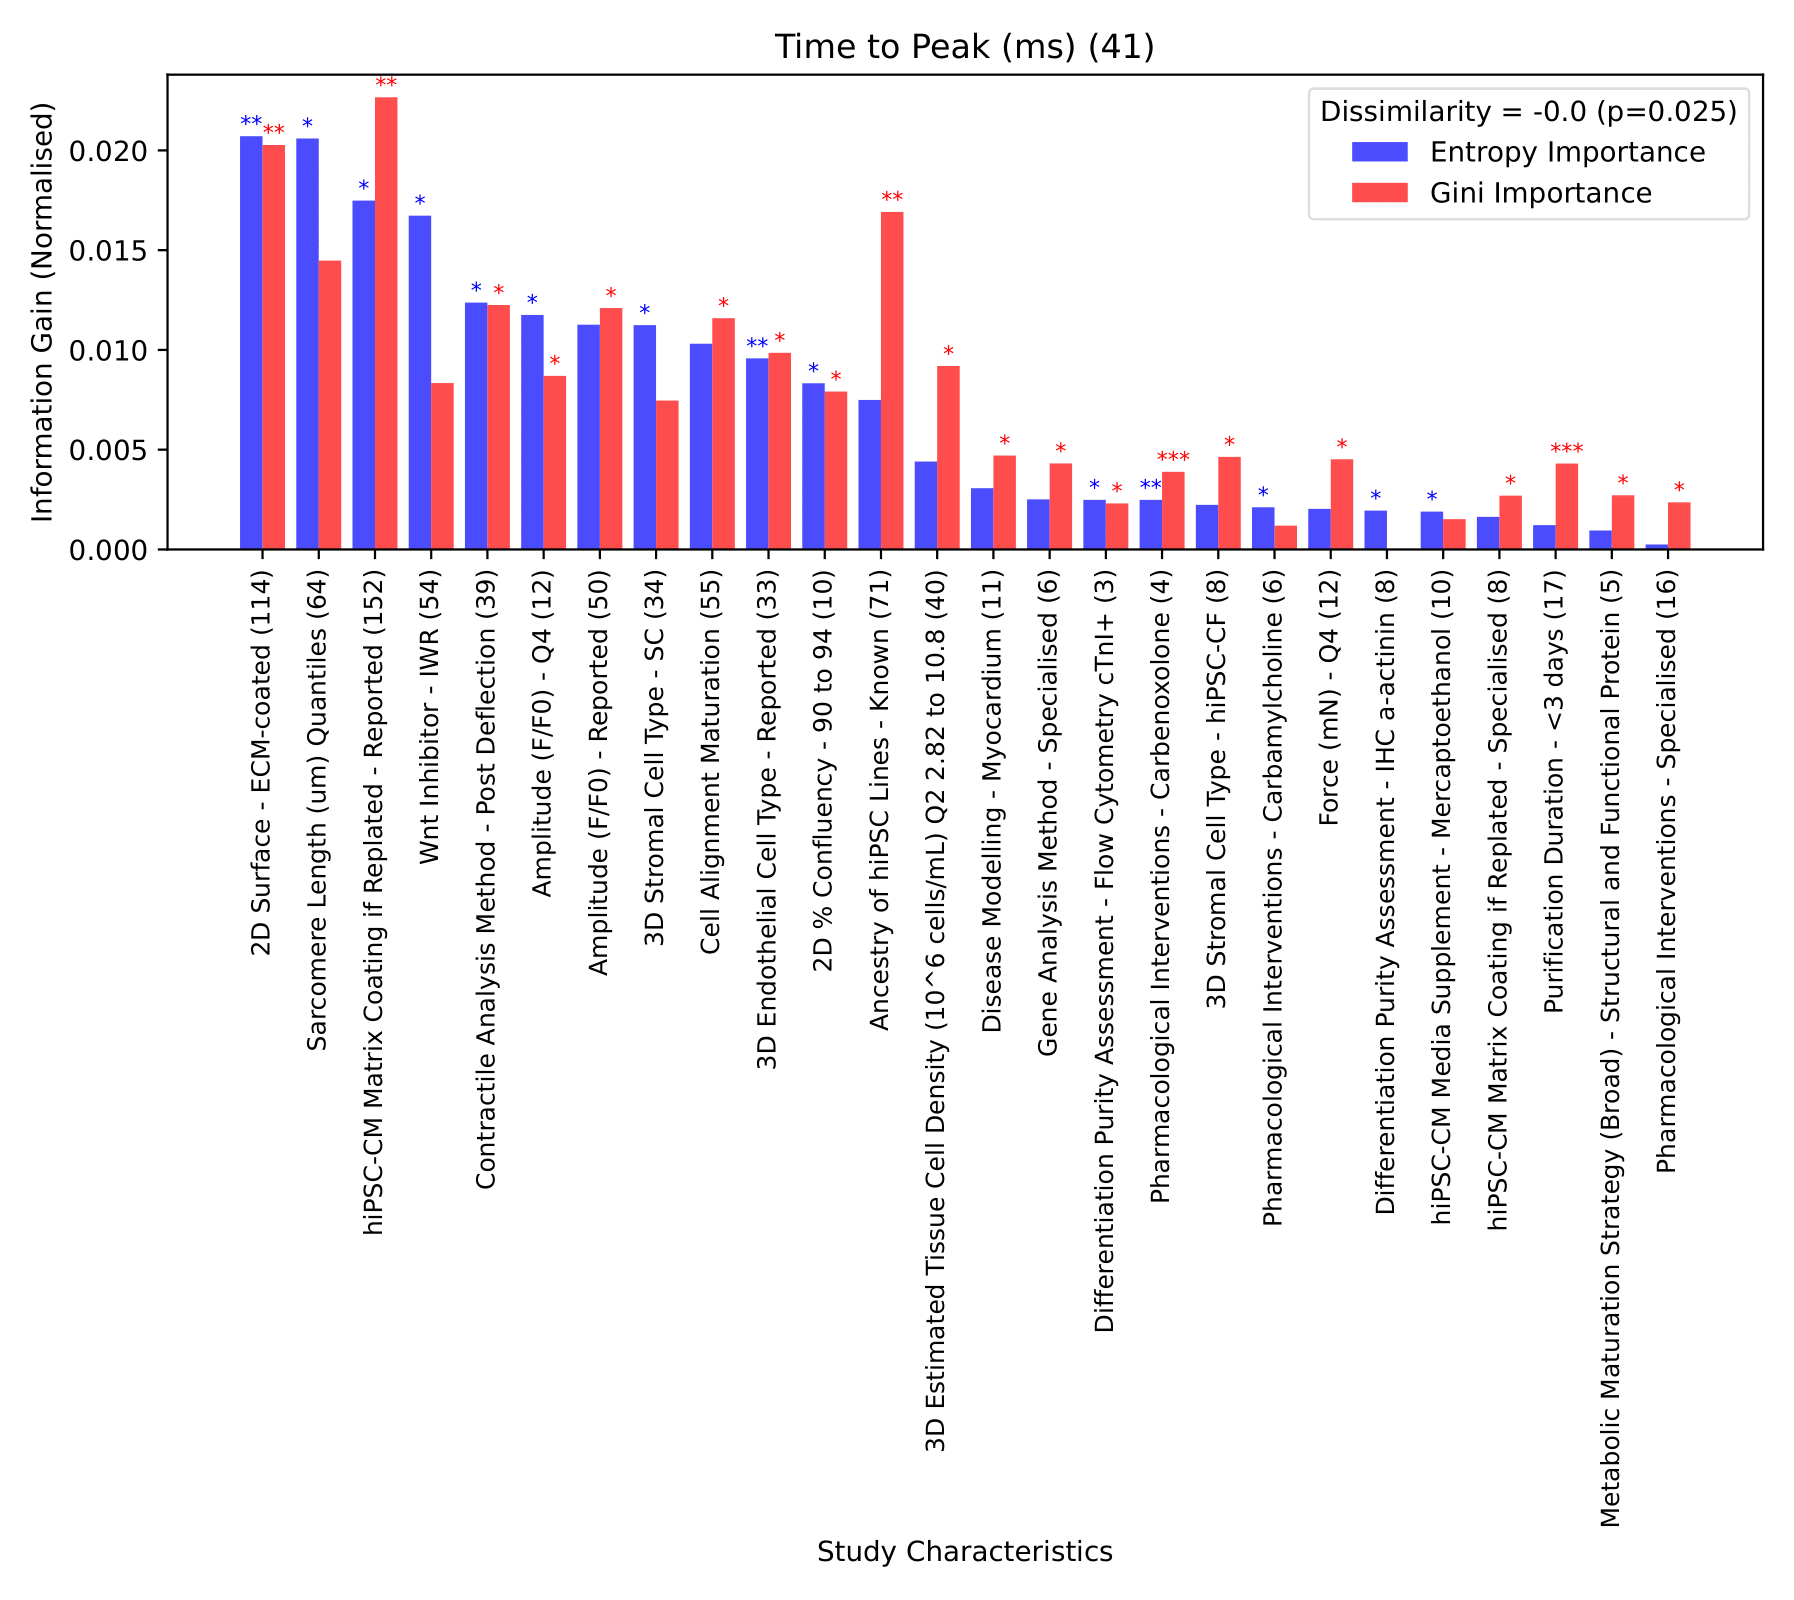 Time to Peak (ms) (41)
Information Gain (Normalised)
0.020
0.015
0.010
0.005
0.000
Dissimilarity = -0.0 (p=0.025)
Entropy Importance
Gini Importance
** ** * * ** * * * * * * * ** * * * ** * * * * * * *** * * * * * * *** * *
2D Surface - ECM-coated (114)
Sarcomere Length (um) Quantiles (64)
hiPSC-CM Matrix Coating if Replated - Reported (152)
Wnt Inhibitor - IWR (54)
Contractile Analysis Method - Post Deflection (39)
Amplitude (F/F0) - Q4 (12)
Amplitude (F/F0) - Reported (50)
3D Stromal Cell Type - SC (34)
Cell Alignment Maturation (55)
3D Endothelial Cell Type - Reported (33)
2D % Confluency - 90 to 94 (10)
Ancestry of hiPSC Lines - Known (71)
3D Estimated Tissue Cell Density (10^6 cells/mL) Q2 2.82 to 10.8 (40)
Disease Modelling - Myocardium (11)
Gene Analysis Method - Specialised (6)
Differentiation Purity Assessment - Flow Cytometry cTnI+ (3)
Pharmacological Interventions - Carbenoxolone (4)
3D Stromal Cell Type - hiPSC-CF (8)
Pharmacological Interventions - Carbamylcholine (6)
Force (mN) - Q4 (12)
Differentiation Purity Assessment - IHC a-actinin (8)
hiPSC-CM Media Supplement - Mercaptoethanol (10)
hiPSC-CM Matrix Coating if Replated - Specialised (8)
Purification Duration - <3 days (17)
Metabolic Maturation Strategy (Broad) - Structural and Functional Protein (5)
Pharmacological Interventions - Specialised (16)
Study Characteristics